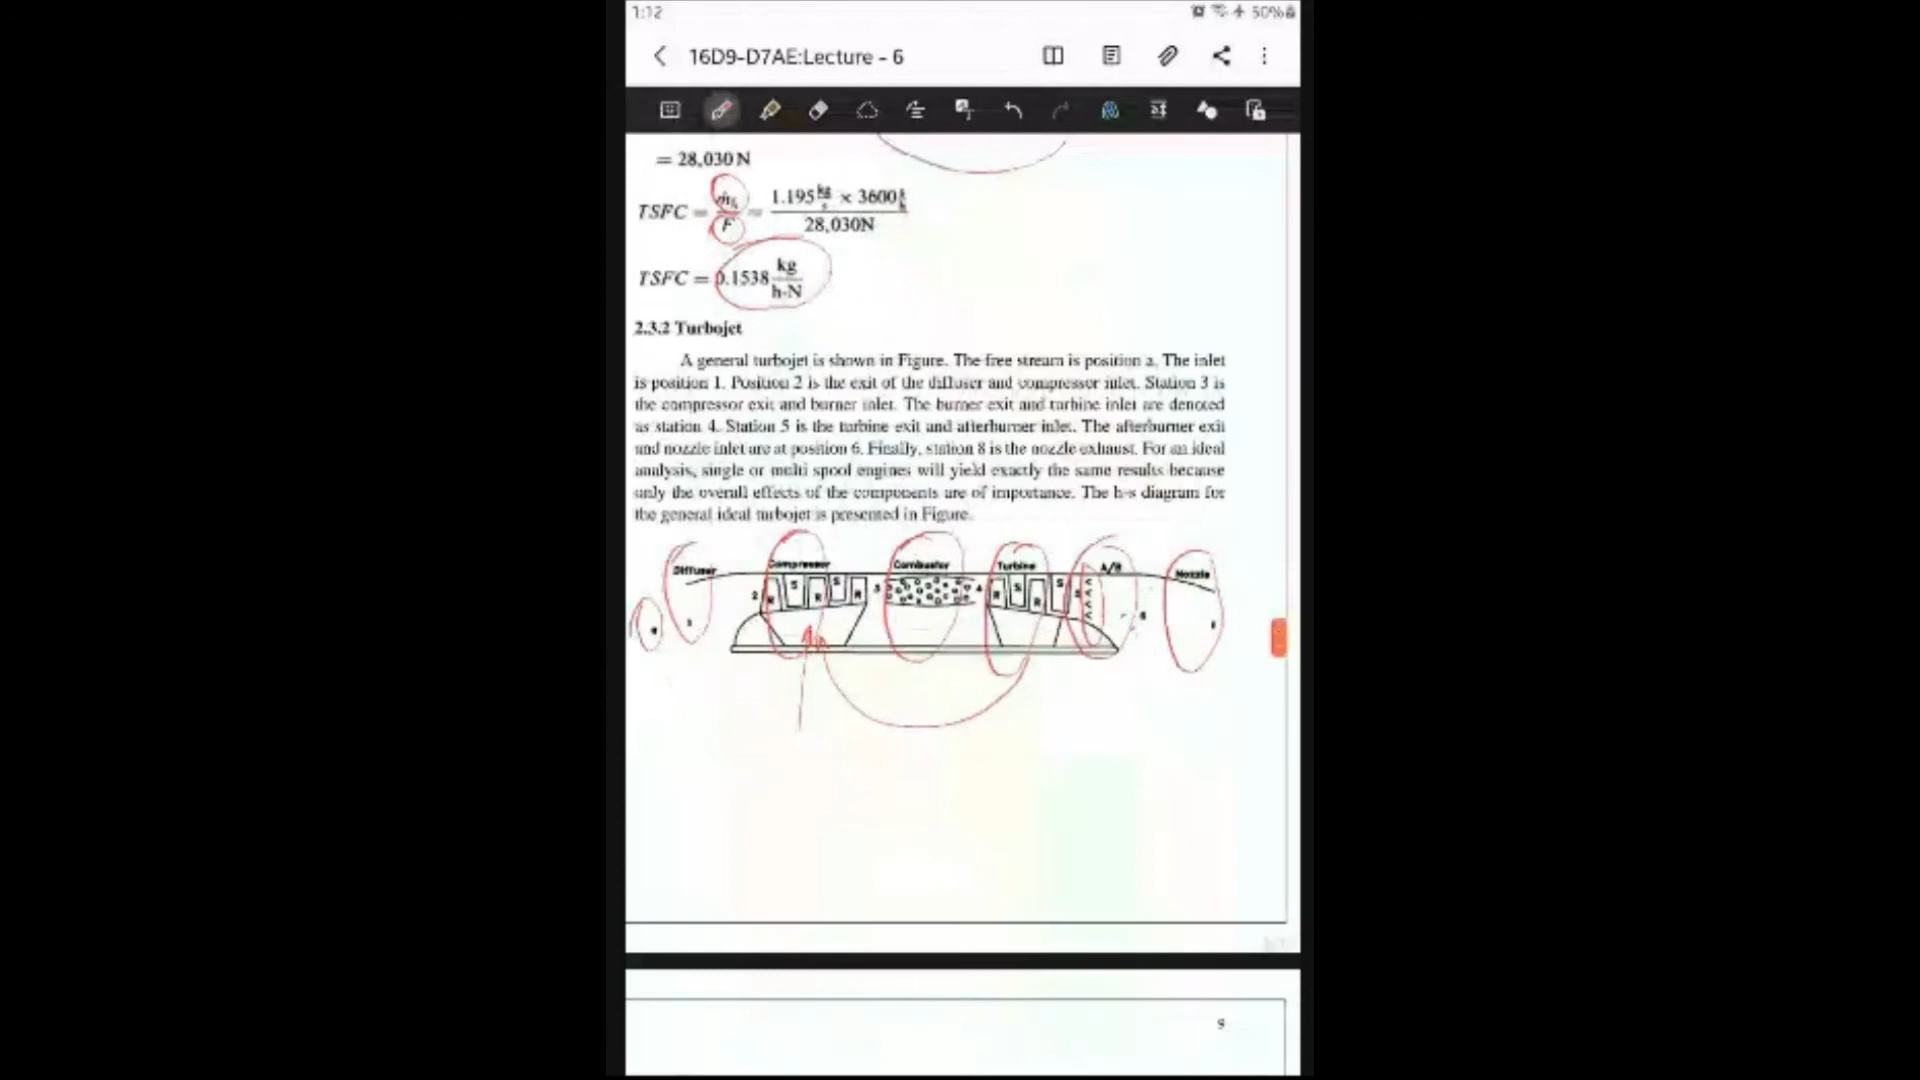 1:12
50%
16D9-D7AE:Lecture - 6
= 28,030 N
TSFC = ṁf / F = 1.195 kg/s × 3600 s/h / 28,030N
TSFC = 0.1538 kg / h-N
2.3.2 Turbojet
A general turbojet is shown in Figure. The free stream is position a. The inlet
is position 1. Position 2 is the exit of the diffuser and compressor inlet. Station 3 is
the compressor exit and burner inlet. The burner exit and turbine inlet are denoted
as station 4. Station 5 is the turbine exit and afterburner inlet. The afterburner exit
and nozzle inlet are at position 6. Finally, station 8 is the nozzle exhaust. For an ideal
analysis, single or multi spool engines will yield exactly the same results because
only the overall effects of the components are of importance. The h-s diagram for
the general ideal turbojet is presented in Figure.
Diffuser Compressor Combustor Turbine A/B Nozzle
2 R S R S R 3 4 R S R S 5 6
9